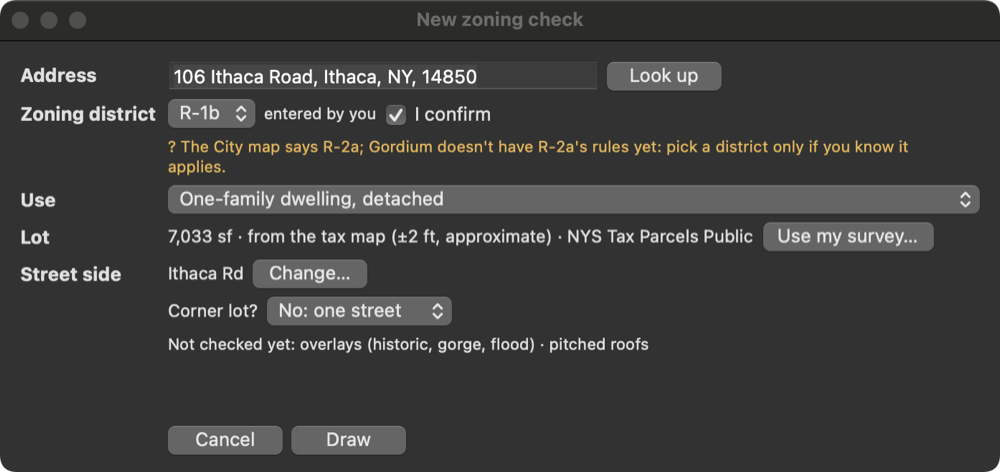 New zoning check
Address 106 Ithaca Road, Ithaca, NY, 14850 Look up
Zoning district R-1b entered by you I confirm
? The City map says R-2a; Gordium doesn't have R-2a's rules yet: pick a district only if you know it
applies.
Use One-family dwelling, detached
Lot 7,033 sf · from the tax map (±2 ft, approximate) · NYS Tax Parcels Public Use my survey...
Street side Ithaca Rd Change...
Corner lot? No: one street
Not checked yet: overlays (historic, gorge, flood) · pitched roofs
Cancel Draw